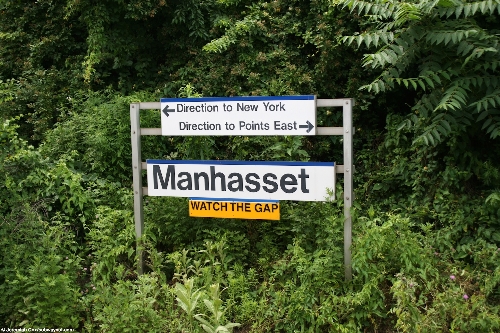 Direction to New York
Direction to Points East
Manhasset
WATCH THE GAP